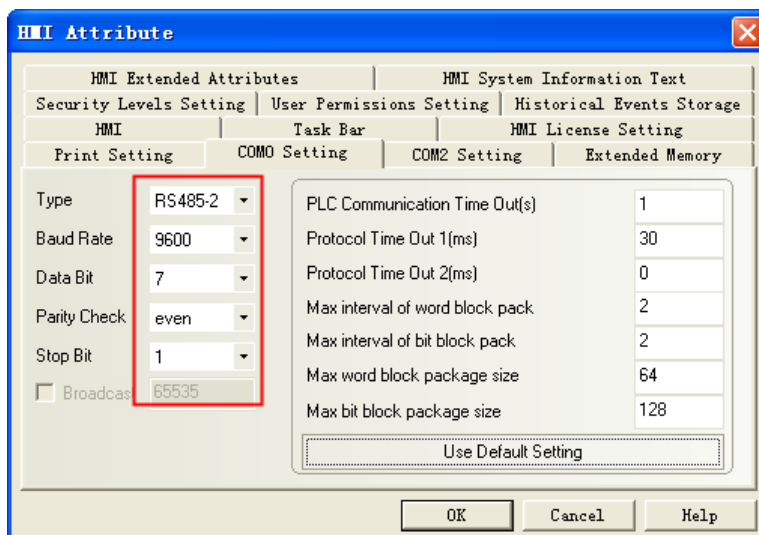 HMI Attribute
HMI Extended Attributes HMI System Information Text
Security Levels Setting User Permissions Setting Historical Events Storage
HMI Task Bar HMI License Setting
Print Setting COM0 Setting COM2 Setting Extended Memory
Type RS485-2
Baud Rate 9600
Data Bit 7
Parity Check even
Stop Bit 1
Broadcas 65535
PLC Communication Time Out(s) 1
Protocol Time Out 1(ms) 30
Protocol Time Out 2(ms) 0
Max interval of word block pack 2
Max interval of bit block pack 2
Max word block package size 64
Max bit block package size 128
Use Default Setting
OK Cancel Help